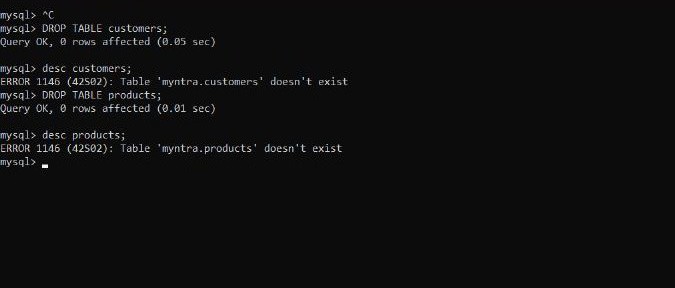 mysql> ^C
mysql> DROP TABLE customers;
Query OK, 0 rows affected (0.05 sec)
mysql> desc customers;
ERROR 1146 (42S02): Table 'myntra.customers' doesn't exist
mysql> DROP TABLE products;
Query OK, 0 rows affected (0.01 sec)
mysql> desc products;
ERROR 1146 (42S02): Table 'myntra.products' doesn't exist
mysql>